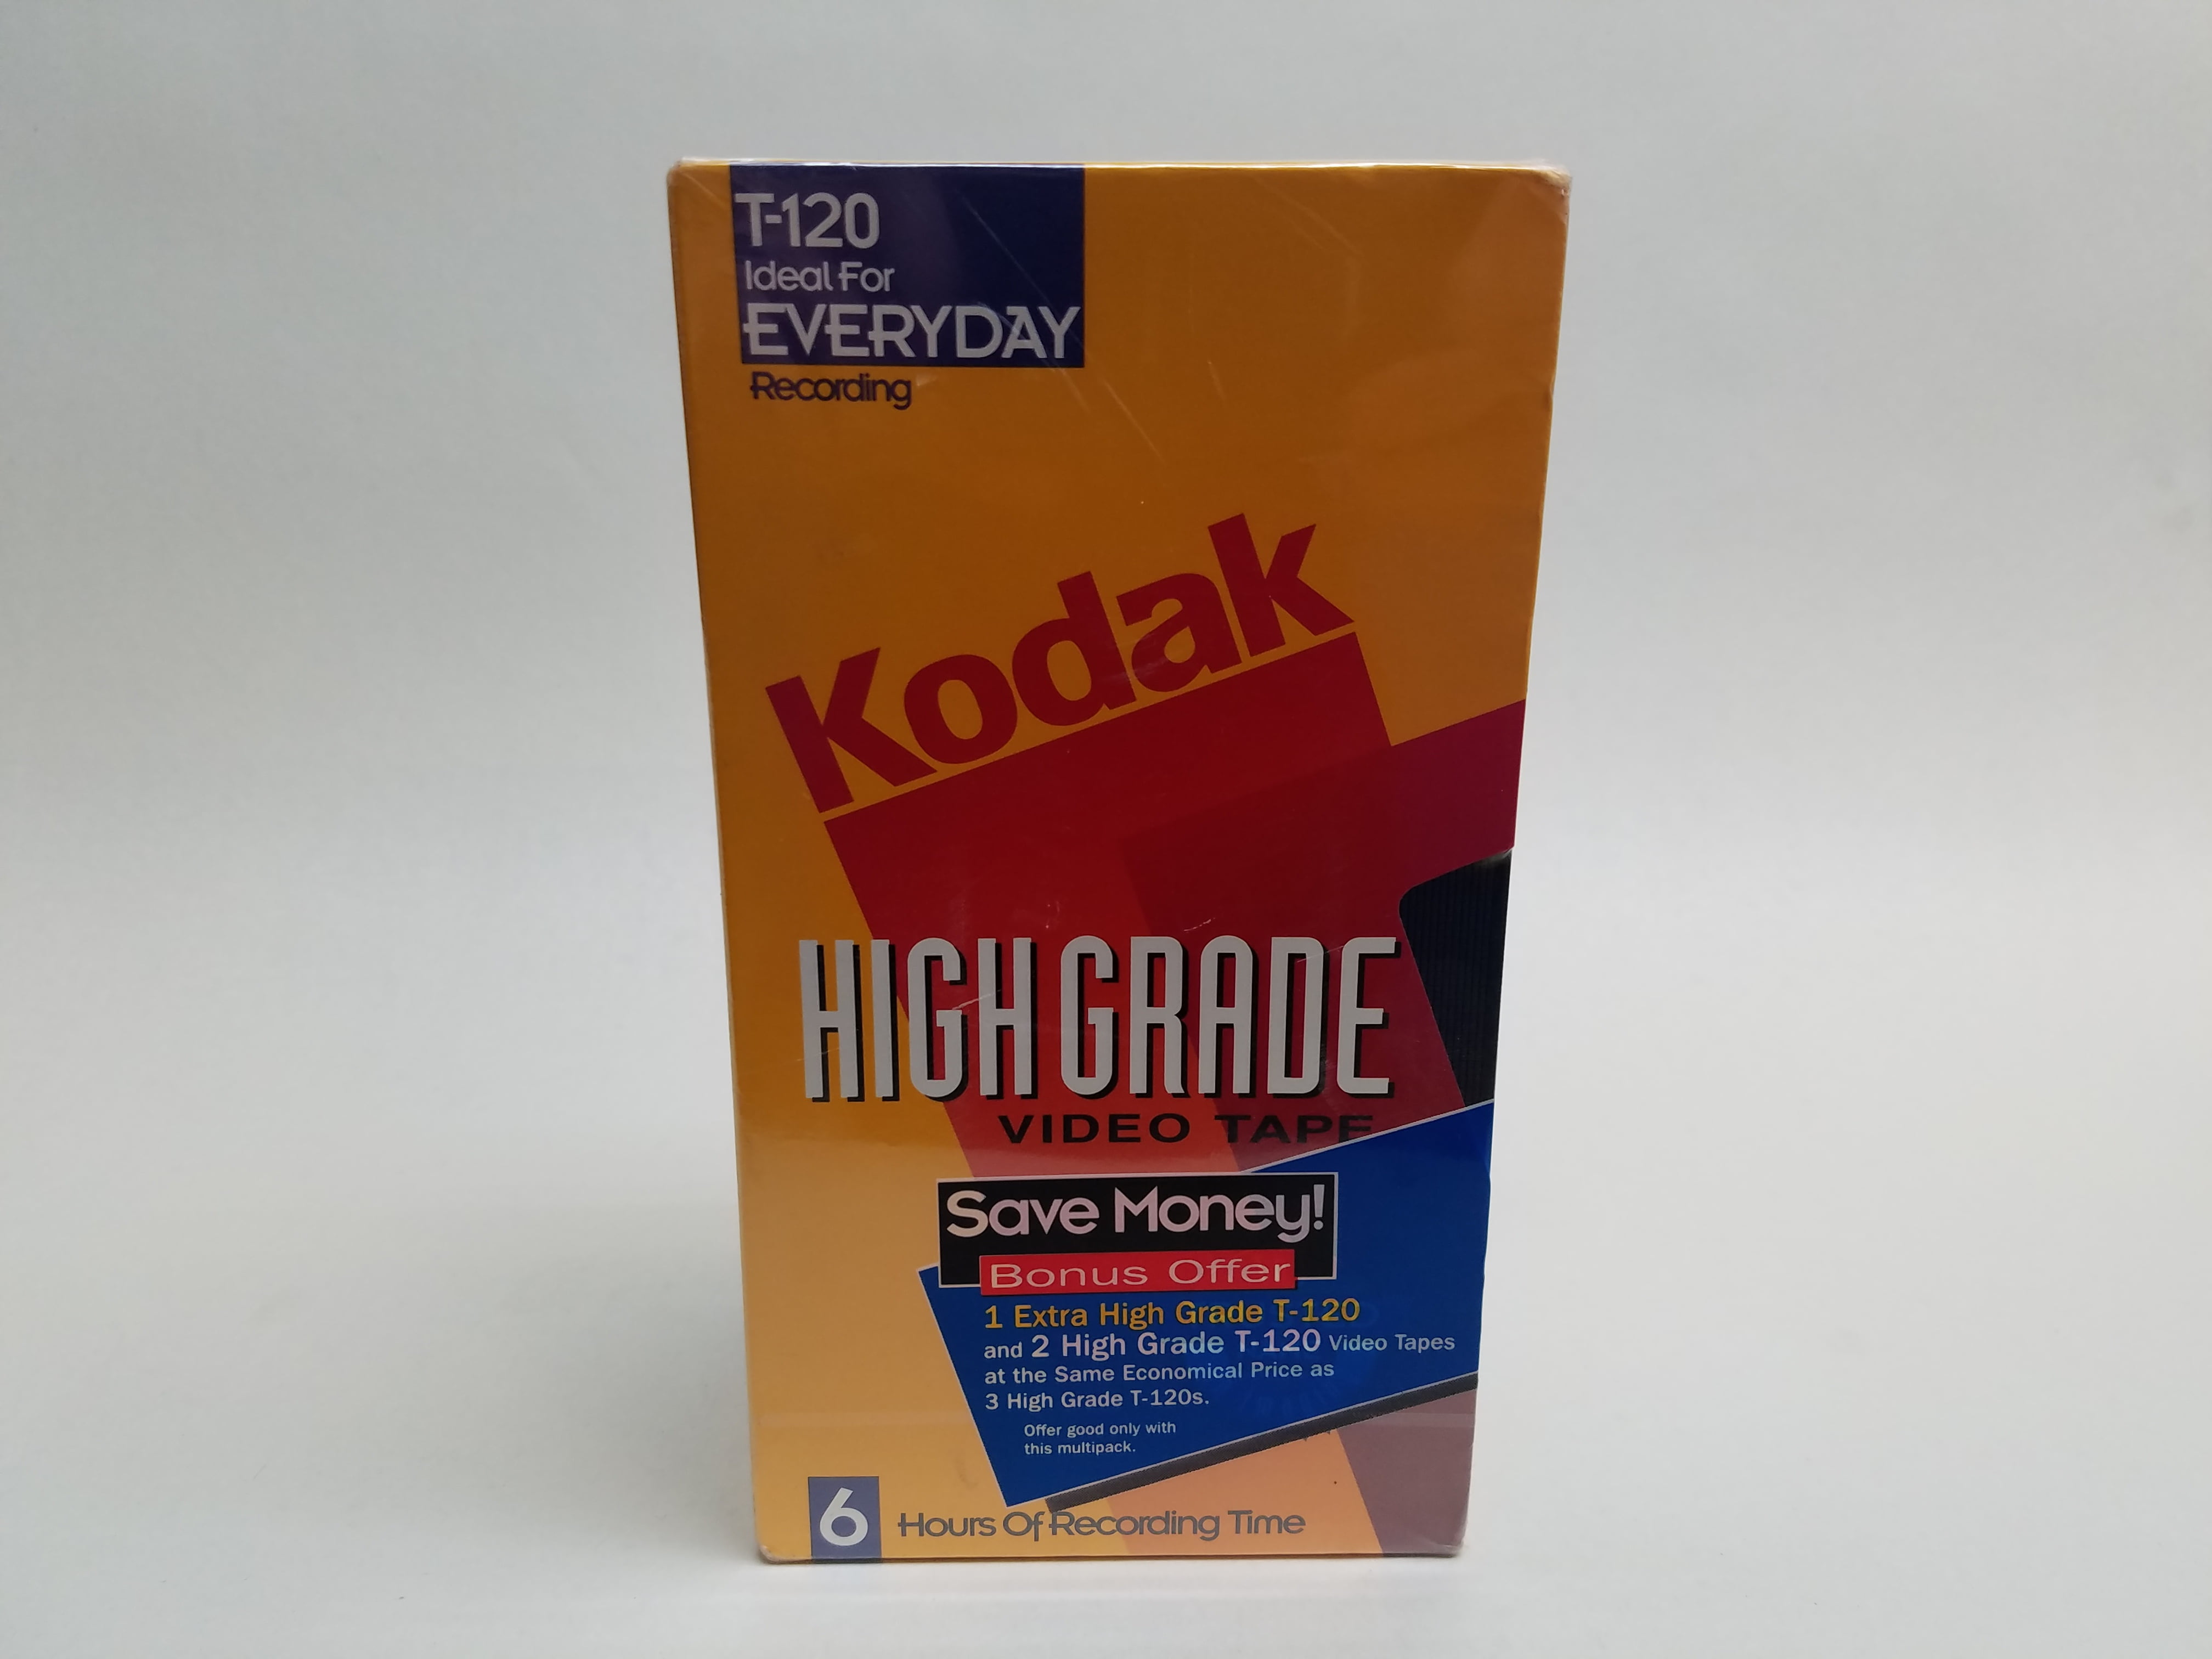 T-120
Ideal For
EVERYDAY
Recording
Kodak
HIGH GRADE
VIDEO TAPE
Save Money!
Bonus Offer
1 Extra High Grade T-120
and 2 High Grade T-120 Video Tapes
at the Same Economical Price as
3 High Grade T-120s.
Offer good only with
this multipack.
6 Hours Of Recording Time